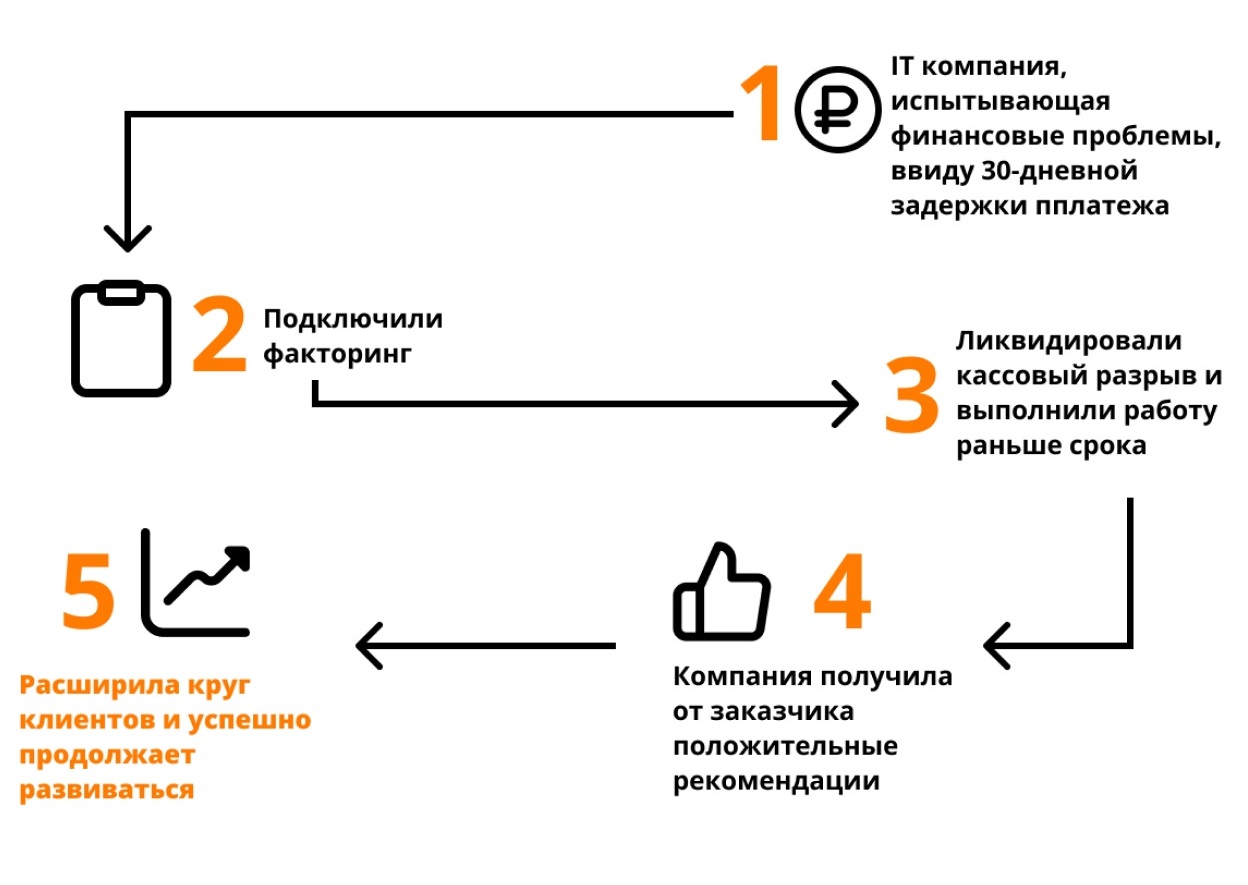 1
IT компания,
испытывающая
финансовые проблемы,
ввиду 30-дневной
задержки пплатежа
2
Подключили
факторинг
3
Ликвидировали
кассовый разрыв и
выполнили работу
раньше срока
4
Компания получила
от заказчика
положительные
рекомендации
5
Расширила круг
клиентов и успешно
продолжает
развиваться